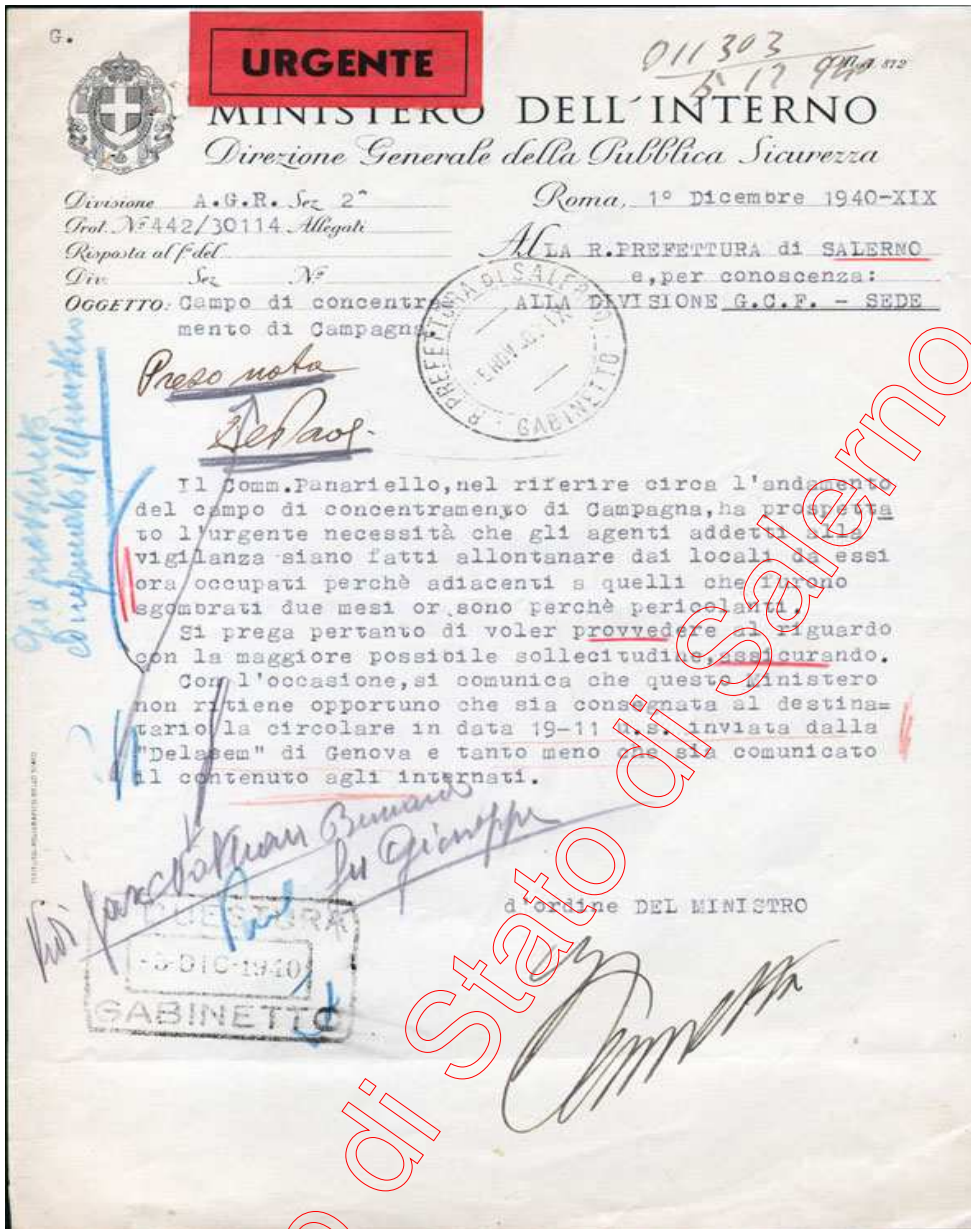 G.
URGENTE
011303
MINISTERO DELL'INTERNO
Direzione Generale della Pubblica Sicurezza
Divisione A.G.R. Sez 2^
Roma, 1° Dicembre 1940-XIX
Prot. N° 442/30114 Allegati
Risposta al f° del
Div. Sez N°
ALLA R.PREFETTURA di SALERNO
e,per conoscenza:
ALLA DIVISIONE G.C.F. - SEDE
OGGETTO: Campo di concentra
mento di Campagna.
R. PREFETTURA DI SALERNO
GABINETTO
Preso nota
Il Comm.Panariello,nel riferire circa l'andamento
del campo di concentramento di Campagna,ha prospetta
to l'urgente necessità che gli agenti addetti alla
vigilanza siano fatti allontanare dai locali da essi
ora occupati perchè adiacenti a quelli che furono
sgombrati due mesi or sono perchè pericolanti.
Si prega pertanto di voler provvedere al riguardo
con la maggiore possibile sollecitudine,assicurando.
Con l'occasione,si comunica che questo Ministero
non ritiene opportuno che sia consegnata al destina=
tario la circolare in data 19-11 u.s. inviata dalla
"Delasem" di Genova e tanto meno che sia comunicato
il contenuto agli internati.
fu Giuseppe
d'ordine DEL MINISTRO
QUESTURA
-3 DIC 1940
GABINETTO
o di Stato di Salerno